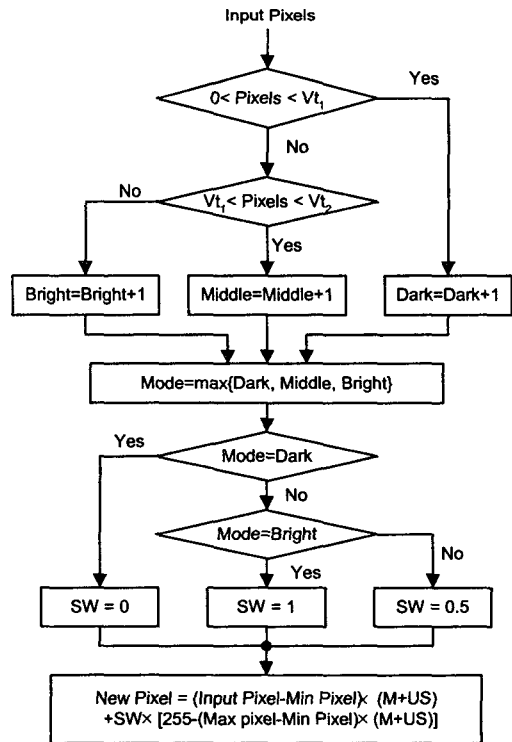 Input Pixels
0< Pixels < Vt₁
Yes
No
Vt₁< Pixels < Vt₂
No
Yes
Bright=Bright+1
Middle=Middle+1
Dark=Dark+1
Mode=max{Dark, Middle, Bright}
Mode=Dark
Yes
No
Mode=Bright
Yes
No
SW = 0
SW = 1
SW = 0.5
New Pixel = (Input Pixel-Min Pixel)× (M+US)
+SW× [255-(Max pixel-Min Pixel)× (M+US)]